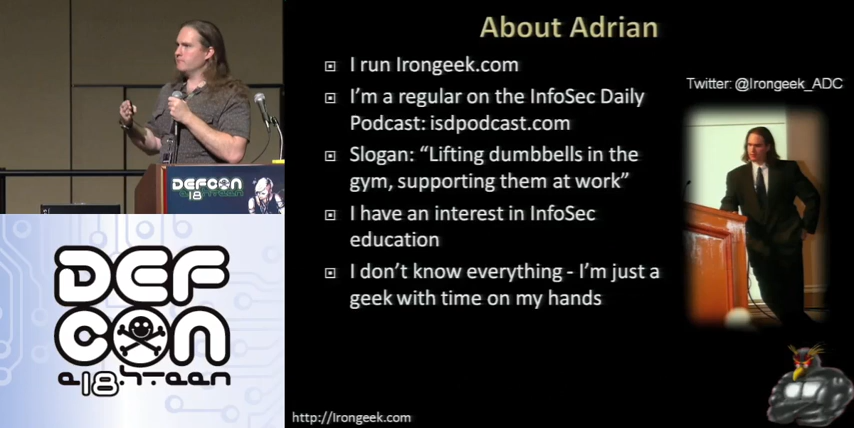 About Adrian
I run Irongeek.com
I'm a regular on the InfoSec Daily
Podcast: isdpodcast.com
Slogan: "Lifting dumbbells in the
gym, supporting them at work"
I have an interest in InfoSec
education
I don't know everything - I'm just a
geek with time on my hands
Twitter: @Irongeek_ADC
http://Irongeek.com
DEFCON
18
DEF
CON
e18hteen